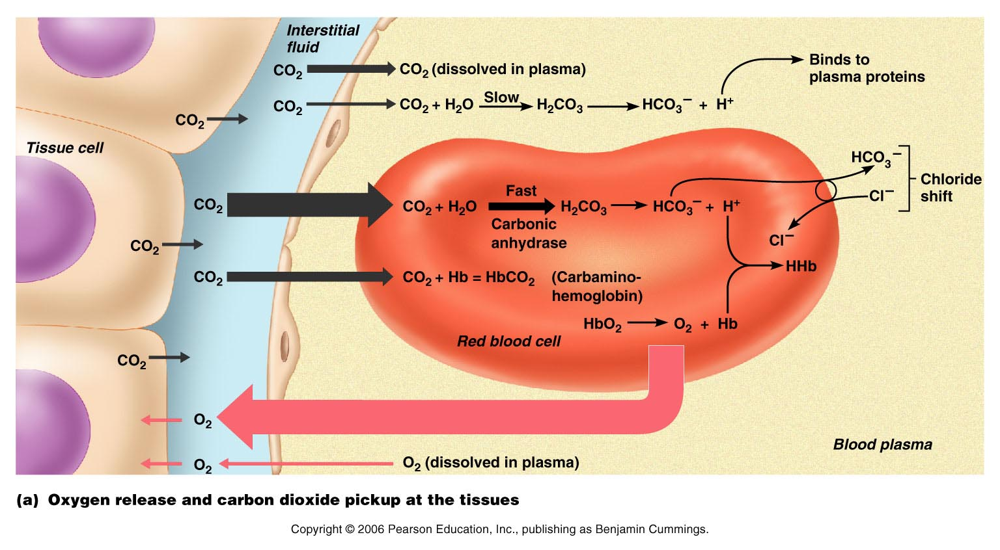 Interstitial
fluid
CO₂ CO₂ (dissolved in plasma)
Binds to
plasma proteins
CO₂ CO₂ + H₂O Slow H₂CO₃ HCO₃⁻ + H⁺
CO₂
Tissue cell
HCO₃⁻
Cl⁻
Chloride
shift
CO₂ CO₂ + H₂O Fast H₂CO₃ HCO₃⁻ + H⁺
Carbonic
anhydrase
Cl⁻
CO₂
HHb
CO₂ CO₂ + Hb = HbCO₂ (Carbamino-
hemoglobin)
HbO₂ O₂ + Hb
Red blood cell
CO₂
O₂
Blood plasma
O₂ O₂ (dissolved in plasma)
(a) Oxygen release and carbon dioxide pickup at the tissues
Copyright © 2006 Pearson Education, Inc., publishing as Benjamin Cummings.